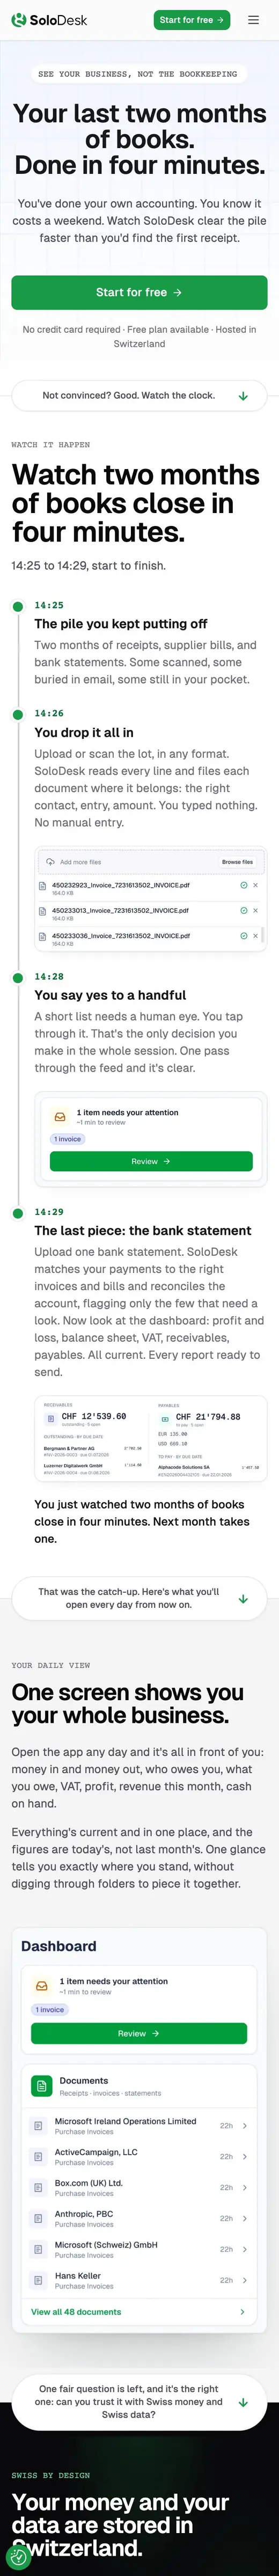 SoloDesk
Start for free →
SEE YOUR BUSINESS, NOT THE BOOKKEEPING
Your last two months
of books.
Done in four minutes.
You've done your own accounting. You know it
costs a weekend. Watch SoloDesk clear the pile
faster than you'd find the first receipt.
Start for free →
No credit card required · Free plan available · Hosted in
Switzerland
Not convinced? Good. Watch the clock.
WATCH IT HAPPEN
Watch two months
of books close in
four minutes.
14:25 to 14:29, start to finish.
14:25
The pile you kept putting off
Two months of receipts, supplier bills, and
bank statements. Some scanned, some
buried in email, some still in your pocket.
14:26
You drop it all in
Upload or scan the lot, in any format.
SoloDesk reads every line and files each
document where it belongs: the right
contact, entry, amount. You typed nothing.
No manual entry.
Add more files
Browse files
450232923_Invoice_7231613502_INVOICE.pdf
164.0 KB
450233013_Invoice_7231613502_INVOICE.pdf
164.0 KB
450233036_Invoice_7231613502_INVOICE.pdf
164.0 KB
14:28
You say yes to a handful
A short list needs a human eye. You tap
through it. That's the only decision you
make in the whole session. One pass
through the feed and it's clear.
1 item needs your attention
~1 min to review
1 invoice
Review →
14:29
The last piece: the bank statement
Upload one bank statement. SoloDesk
matches your payments to the right
invoices and bills and reconciles the
account, flagging only the few that need a
look. Now look at the dashboard: profit and
loss, balance sheet, VAT, receivables,
payables. All current. Every report ready to
send.
RECEIVABLES
CHF 12'539.60
OUTSTANDING · BY DUE DATE
Bergmann & Partner AG
Luzerner Digitalwerk GmbH
PAYABLES
CHF 21'794.88
EUR 135.00
USD 669.10
TO PAY · BY DUE DATE
Alphacode Solutions SA
You just watched two months of books
close in four minutes. Next month takes
one.
That was the catch-up. Here's what you'll
open every day from now on.
YOUR DAILY VIEW
One screen shows you
your whole business.
Open the app any day and it's all in front of you:
money in and money out, who owes you, what
you owe, VAT, profit, revenue this month, cash
on hand.
Everything's current and in one place, and the
figures are today's, not last month's. One glance
tells you exactly where you stand, without
digging through folders to piece it together.
Dashboard
1 item needs your attention
~1 min to review
1 invoice
Review →
Documents
Receipts · invoices · statements
Microsoft Ireland Operations Limited
Purchase Invoices
22h
ActiveCampaign, LLC
Purchase Invoices
22h
Box.com (UK) Ltd.
Purchase Invoices
22h
Anthropic, PBC
Purchase Invoices
22h
Microsoft (Schweiz) GmbH
Purchase Invoices
22h
Hans Keller
Purchase Invoices
22h
View all 48 documents
One fair question is left, and it's the right
one: can you trust it with Swiss money and
Swiss data?
SWISS BY DESIGN
Your money and your
data are stored in
Switzerland.